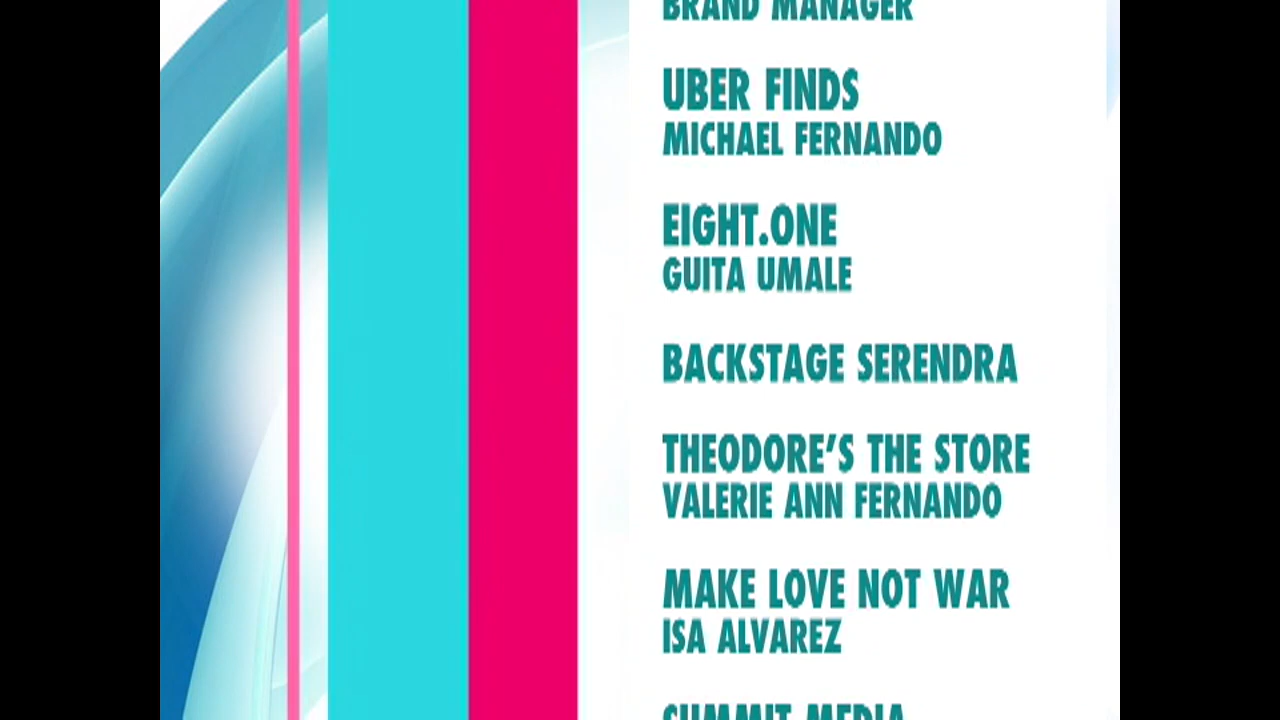 BRAND MANAGER
UBER FINDS
MICHAEL FERNANDO
EIGHT.ONE
GUITA UMALE
BACKSTAGE SERENDRA
THEODORE'S THE STORE
VALERIE ANN FERNANDO
MAKE LOVE NOT WAR
ISA ALVAREZ
SUMMIT MEDIA